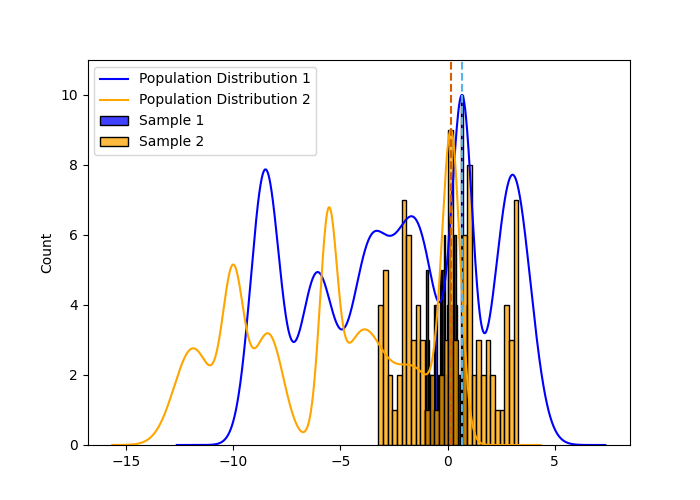 Population Distribution 1
Population Distribution 2
Sample 1
Sample 2
Count
10
8
6
4
2
0
−15
−10
−5
0
5